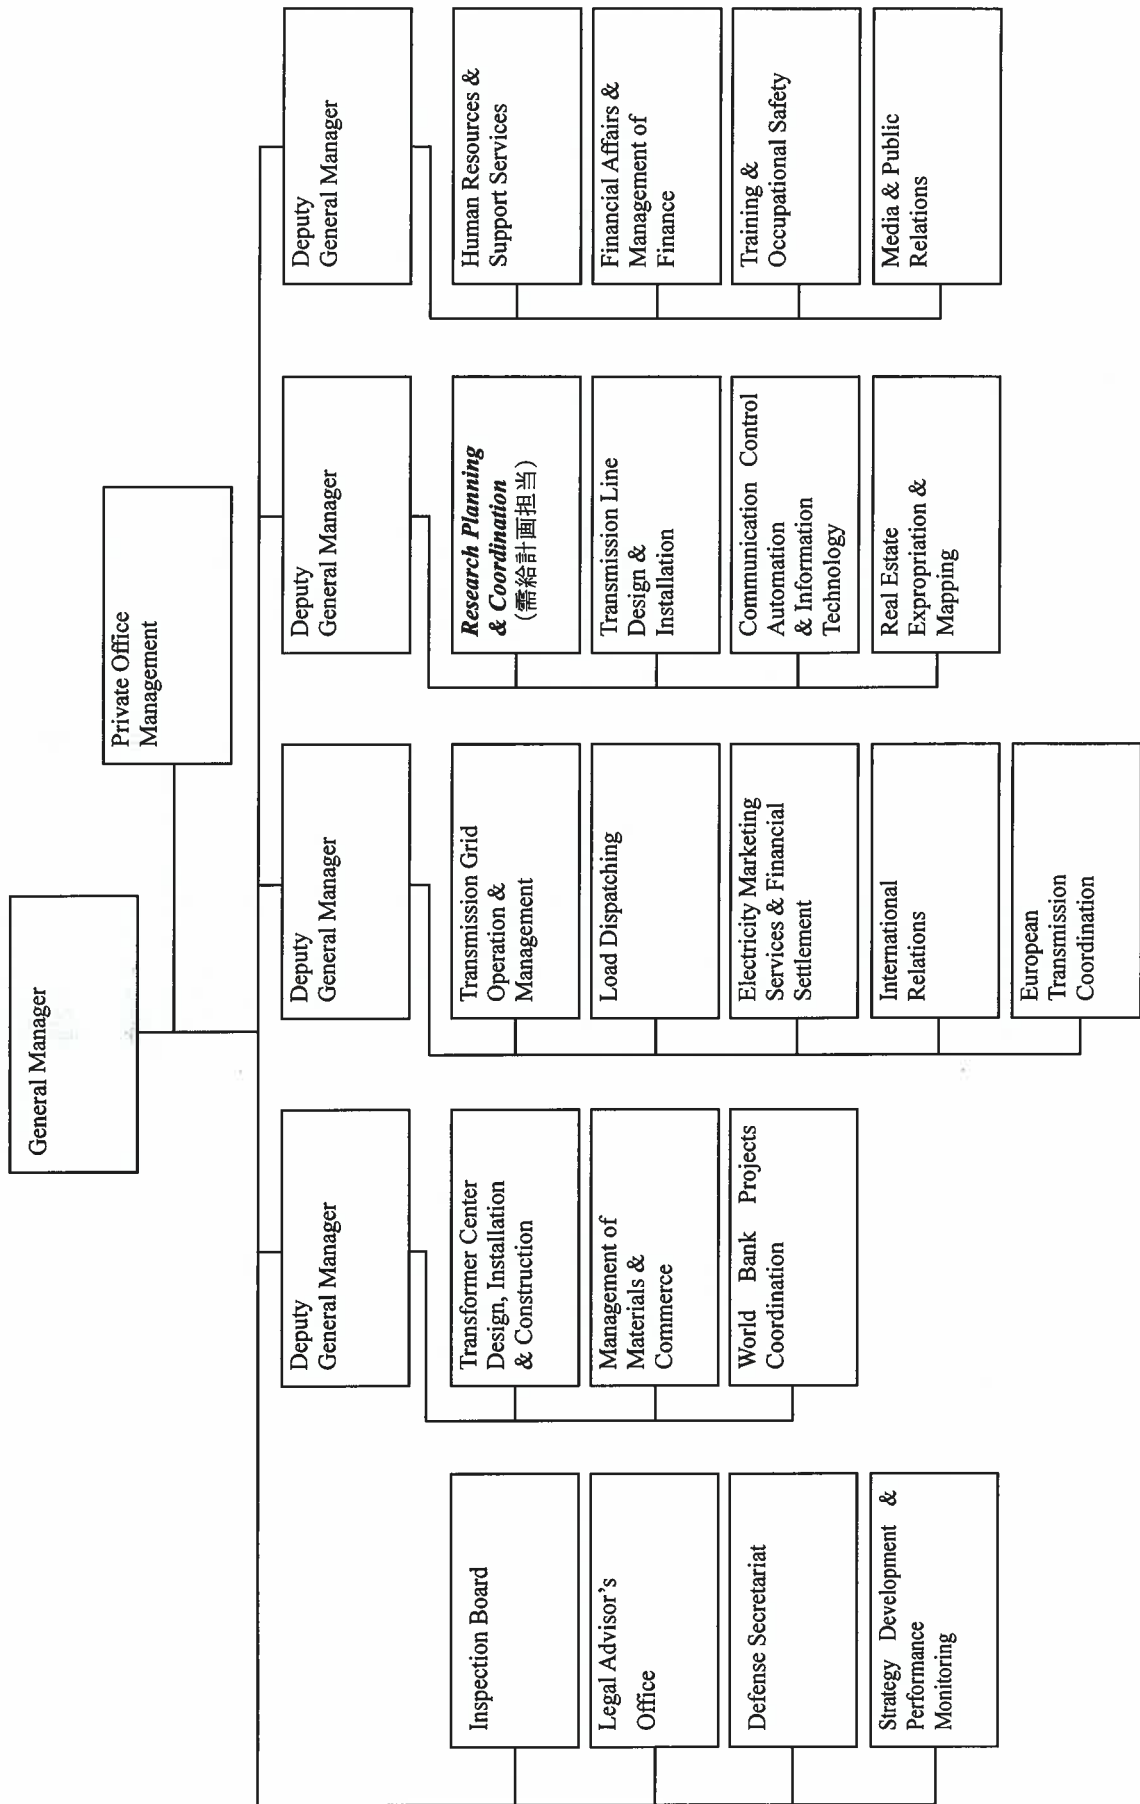 General Manager
Private Office
Management
Inspection Board
Legal Advisor's
Office
Defense Secretariat
Strategy Development &
Performance
Monitoring
Deputy
General Manager
Transformer Center
Design, Installation
& Construction
Management of
Materials &
Commerce
World Bank Projects
Coordination
Deputy
General Manager
Transmission Grid
Operation &
Management
Load Dispatching
Electricity Marketing
Services & Financial
Settlement
International
Relations
European
Transmission
Coordination
Deputy
General Manager
Research Planning
& Coordination
(需給計画担当)
Transmission Line
Design &
Installation
Communication Control
Automation
& Information
Technology
Real Estate
Expropriation &
Mapping
Deputy
General Manager
Human Resources &
Support Services
Financial Affairs &
Management of
Finance
Training &
Occupational Safety
Media & Public
Relations